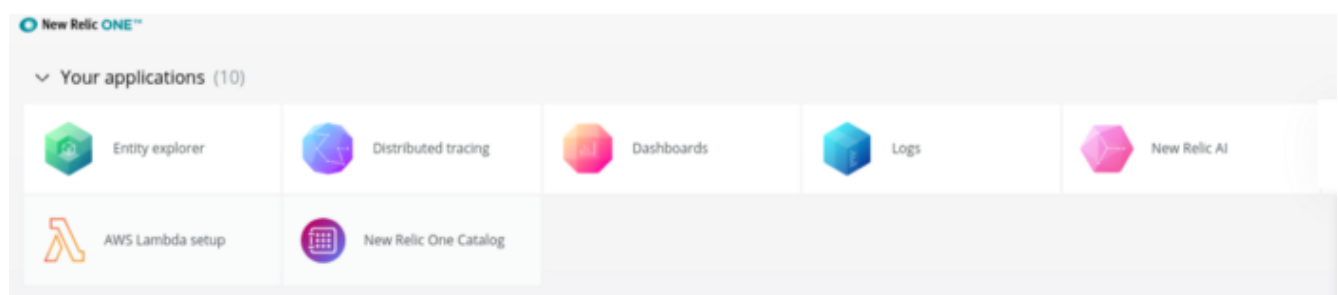 New Relic ONE™
Your applications (10)
Entity explorer
Distributed tracing
Dashboards
Logs
New Relic AI
AWS Lambda setup
New Relic One Catalog